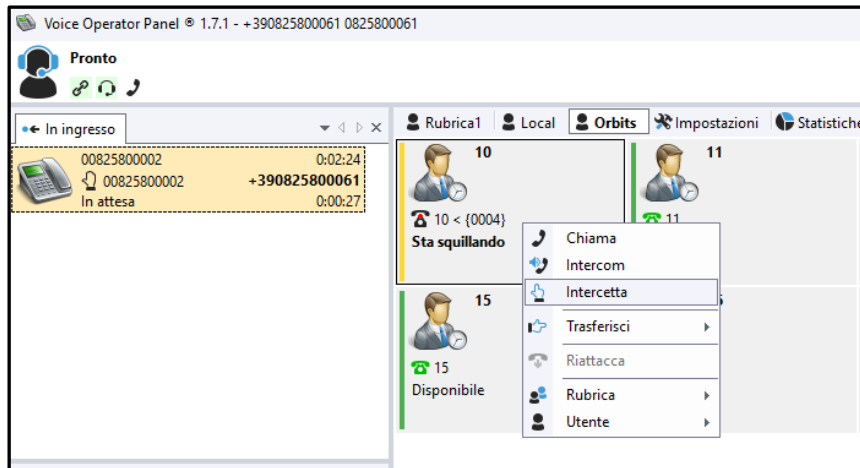 Voice Operator Panel ® 1.7.1 - +390825800061 0825800061
Pronto
In ingresso
Rubrica1 Local Orbits Impostazioni Statistiche
00825800002 0:02:24
00825800002 +390825800061
In attesa 0:00:27
10
10 < {0004}
Sta squillando
11
11
Chiama
Intercom
Intercetta
Trasferisci
Riattacca
Rubrica
Utente
15
15
Disponibile